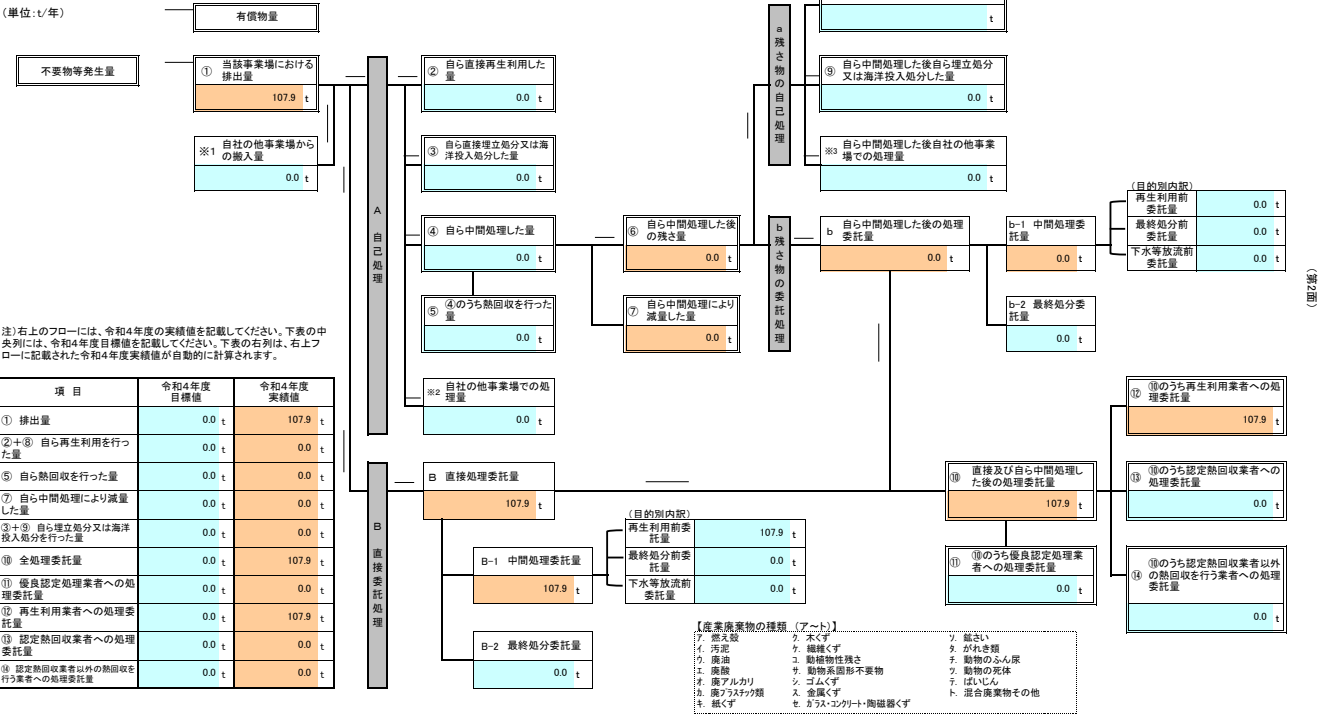 （単位：t/年）
有償物量
不要物等発生量
① 当該事業場における
排出量
107.9 t
※1 自社の他事業場から
の搬入量
0.0 t
A 自己処理
② 自ら直接再生利用した
量
0.0 t
③ 自ら直接埋立処分又は海
洋投入処分した量
0.0 t
④ 自ら中間処理した量
0.0 t
⑤ ④のうち熱回収を行った
量
0.0 t
※2 自社の他事業場での処
理量
0.0 t
⑥ 自ら中間処理した後
の残さ量
0.0 t
⑦ 自ら中間処理により
減量した量
0.0 t
a 残さ物の自己処理
t
⑨ 自ら中間処理した後自ら埋立処分
又は海洋投入処分した量
0.0 t
※3 自ら中間処理した後自社の他事業
場での処理量
0.0 t
b 残さ物の委託処理
b 自ら中間処理した後の処理
委託量
0.0 t
b-1 中間処理委
託量
0.0 t
b-2 最終処分委
託量
0.0 t
（目的別内訳）
再生利用前
委託量 0.0 t
最終処分前
委託量 0.0 t
下水等放流前
委託量 0.0 t
（第2面）
注）右上のフローには、令和４年度の実績値を記載してください。下表の中
央列には、令和４年度目標値を記載してください。下表の右列は、右上フ
ローに記載された令和４年度実績値が自動的に計算されます。
項 目 令和４年度
目標値 令和４年度
実績値
① 排出量 0.0 t 107.9 t
②＋⑧ 自ら再生利用を行っ
た量 0.0 t 0.0 t
⑤ 自ら熱回収を行った量 0.0 t 0.0 t
⑦ 自ら中間処理により減量
した量 0.0 t 0.0 t
③＋⑨ 自ら埋立処分又は海洋
投入処分を行った量 0.0 t 0.0 t
⑩ 全処理委託量 0.0 t 107.9 t
⑪ 優良認定処理業者への処
理委託量 0.0 t 0.0 t
⑫ 再生利用業者への処理委
託量 0.0 t 107.9 t
⑬ 認定熱回収業者への処理
委託量 0.0 t 0.0 t
⑭ 認定熱回収業者以外の熱回収を
行う業者への処理委託量 0.0 t 0.0 t
B 直接委託処理
B 直接処理委託量
107.9 t
B-1 中間処理委託量
107.9 t
B-2 最終処分委託量
0.0 t
（目的別内訳）
再生利用前委
託量 107.9 t
最終処分前委
託量 0.0 t
下水等放流前
委託量 0.0 t
⑩ 直接及び自ら中間処理し
た後の処理委託量
107.9 t
⑪ ⑩のうち優良認定処理業
者への処理委託量
0.0 t
⑫ ⑩のうち再生利用業者への処
理委託量
107.9 t
⑬ ⑩のうち認定熱回収業者への
処理委託量
0.0 t
⑭ ⑩のうち認定熱回収業者以外
の熱回収を行う業者への処理
委託量
0.0 t
【産業廃棄物の種類 （ア～ト）】
ア. 燃え殻 ク. 木くず ソ. 鉱さい
イ. 汚泥 ケ. 繊維くず タ. がれき類
ウ. 廃油 コ. 動植物性残さ チ. 動物のふん尿
エ. 廃酸 サ. 動物系固形不要物 ツ. 動物の死体
オ. 廃アルカリ シ. ゴムくず テ. ばいじん
カ. 廃プラスチック類 ス. 金属くず ト. 混合廃棄物その他
キ. 紙くず セ. ガラス・コンクリート・陶磁器くず